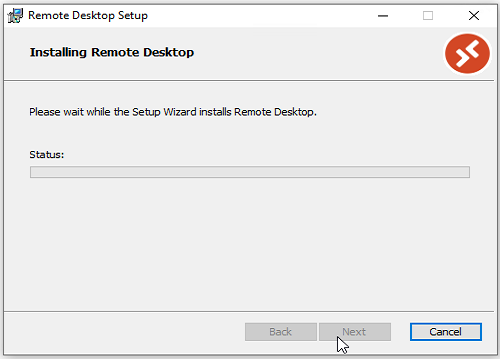 Remote Desktop Setup
Installing Remote Desktop
Please wait while the Setup Wizard installs Remote Desktop.
Status:
Back Next Cancel